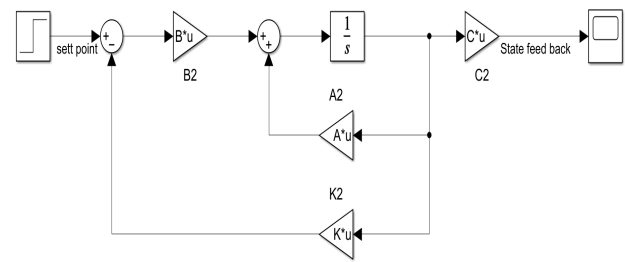 sett point
+
−
B*u
B2
+
+
1
s
C*u
C2
State feed back
A2
A*u
K2
K*u